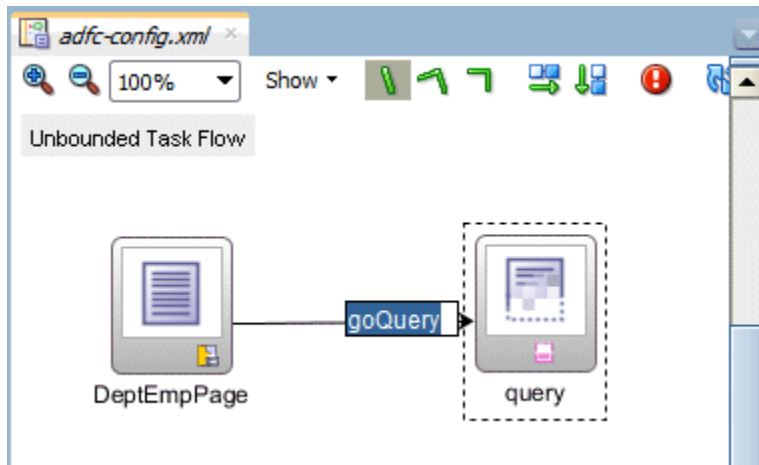 adfc-config.xml
100% Show
Unbounded Task Flow
goQuery
DeptEmpPage query